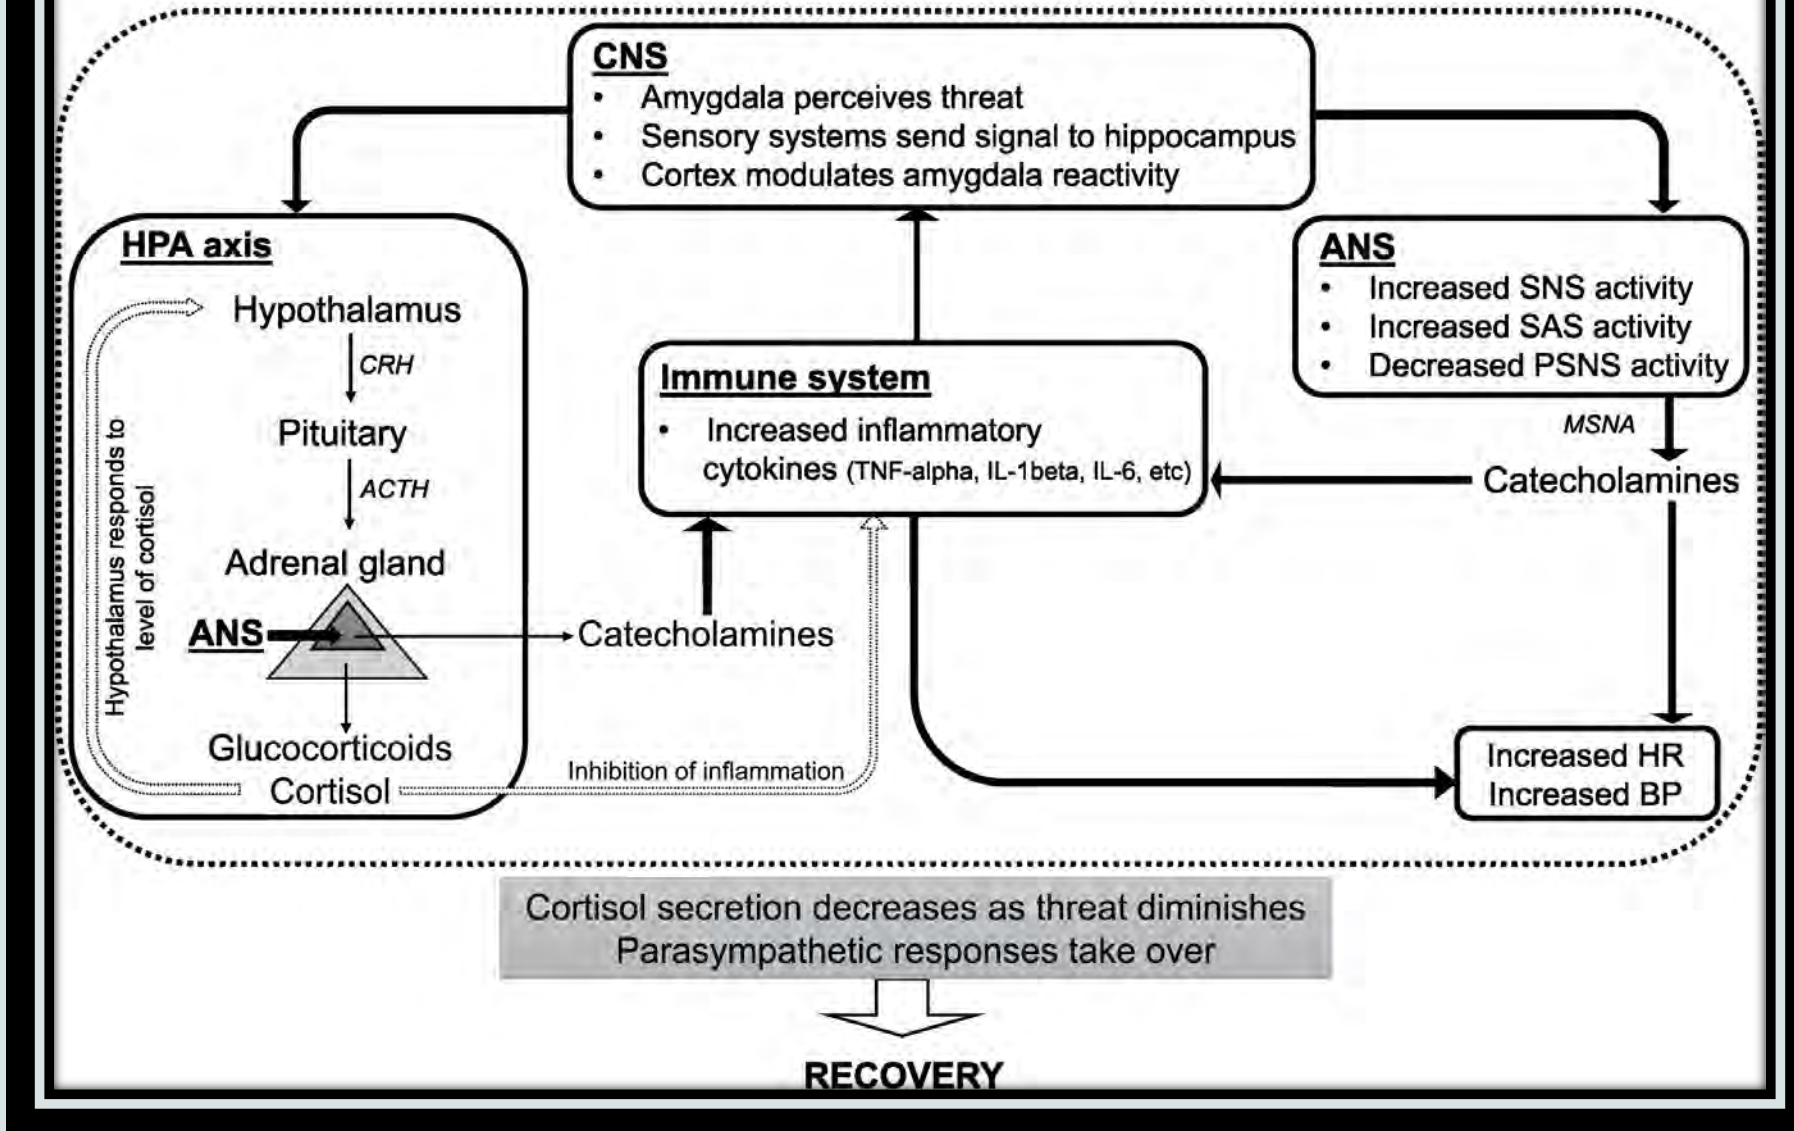 CNS
• Amygdala perceives threat
• Sensory systems send signal to hippocampus
• Cortex modulates amygdala reactivity
HPA axis
Hypothalamus
CRH
Pituitary
ACTH
Adrenal gland
ANS
Glucocorticoids
Cortisol
Hypothalamus responds to
level of cortisol
Catecholamines
Inhibition of inflammation
Immune system
• Increased inflammatory
cytokines (TNF-alpha, IL-1beta, IL-6, etc)
ANS
• Increased SNS activity
• Increased SAS activity
• Decreased PSNS activity
MSNA
Catecholamines
Increased HR
Increased BP
Cortisol secretion decreases as threat diminishes
Parasympathetic responses take over
RECOVERY